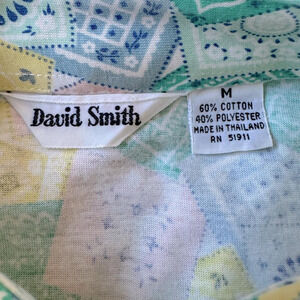 David Smith
M
60% COTTON
40% POLYESTER
MADE IN THAILAND
RN 51911